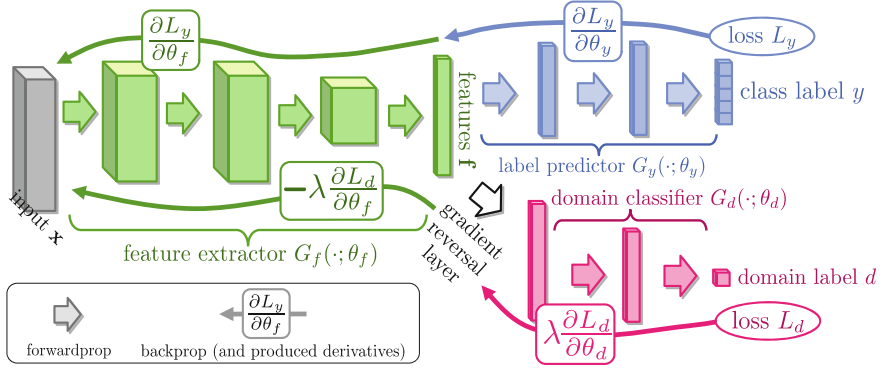 ∂L_y/∂θ_f
∂L_y/∂θ_y
loss L_y
features f
class label y
label predictor G_y(·;θ_y)
input x
−λ ∂L_d/∂θ_f
feature extractor G_f(·;θ_f)
gradient
reversal
layer
domain classifier G_d(·;θ_d)
domain label d
λ ∂L_d/∂θ_d
loss L_d
∂L_y/∂θ_f
forwardprop
backprop (and produced derivatives)